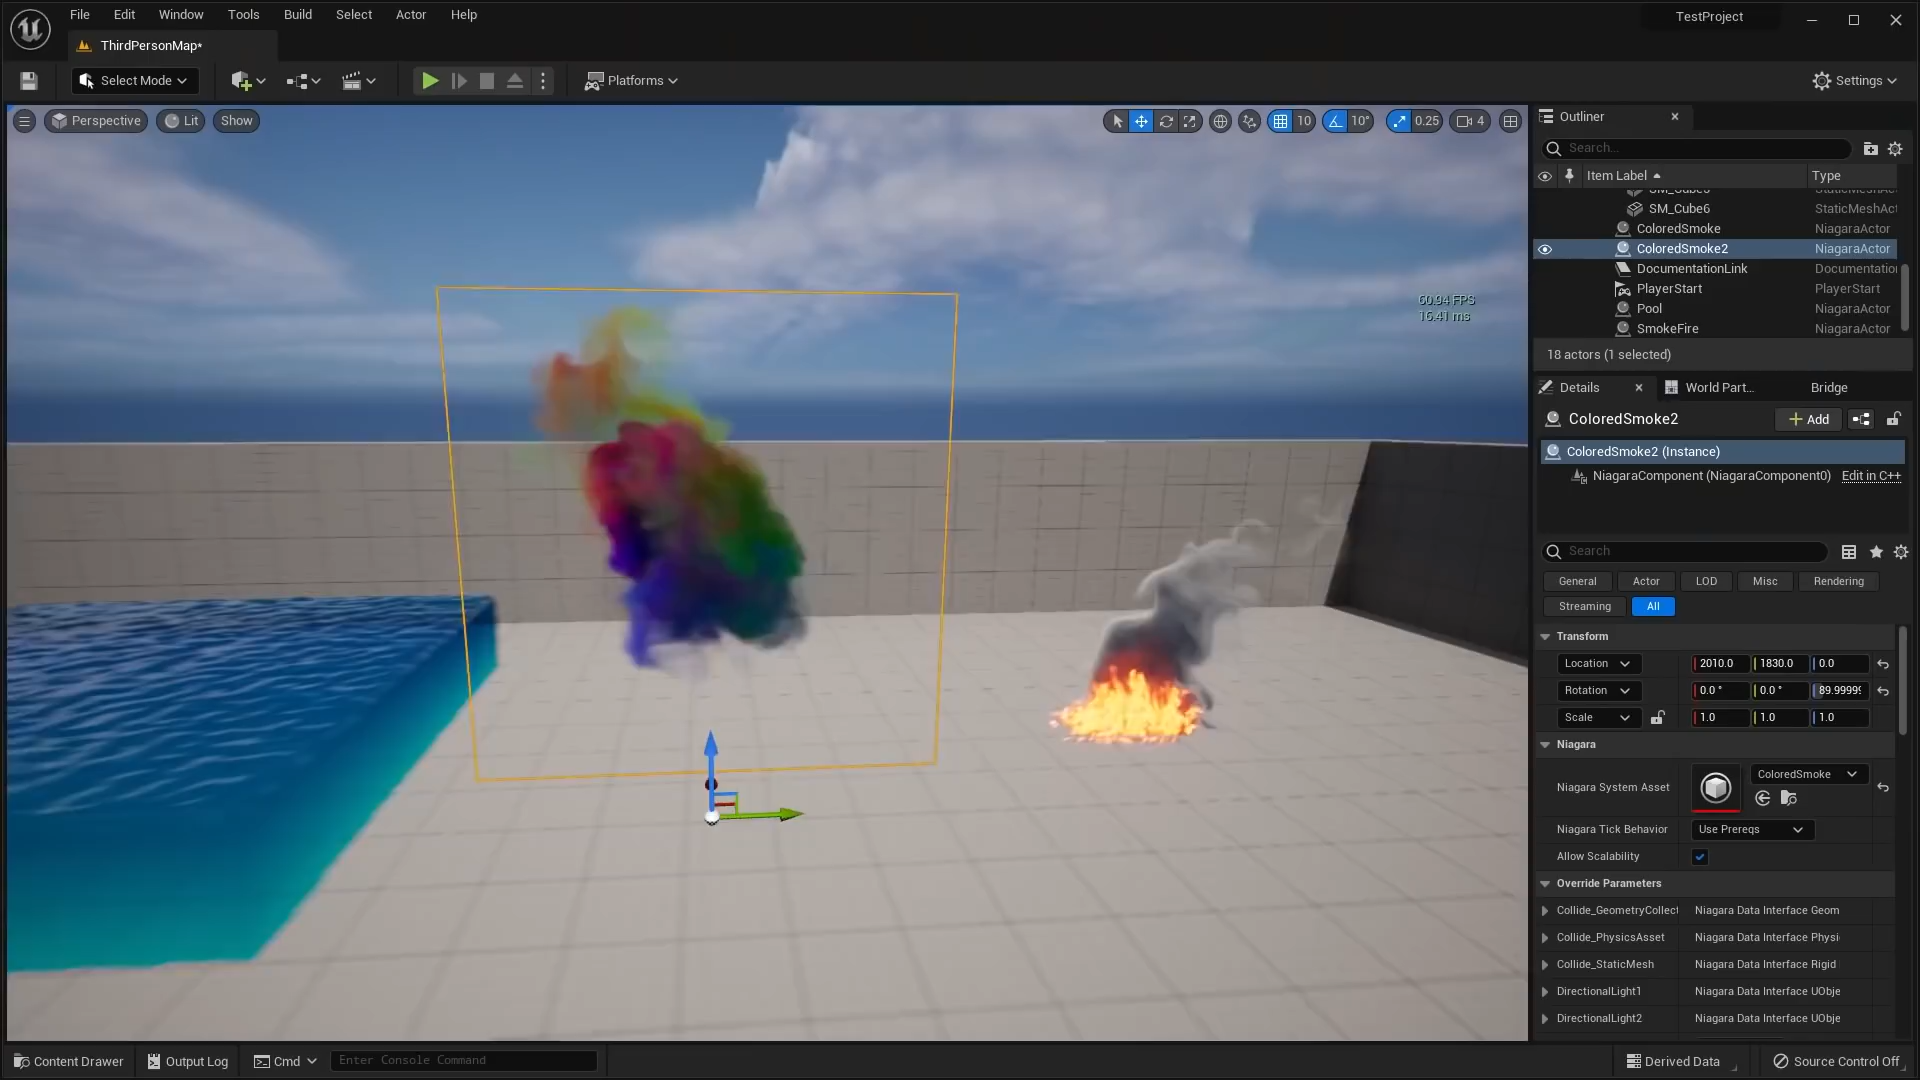 File Edit Window Tools Build Select Actor Help
TestProject
ThirdPersonMap*
Select Mode
Platforms
Settings
Perspective
Lit
Show
10
10°
0.25
4
60.94 FPS
16.41 ms
Outliner
Search...
Item Label
Type
SM_Cube6 StaticMeshAct
ColoredSmoke NiagaraActor
ColoredSmoke2 NiagaraActor
DocumentationLink Documentation
PlayerStart PlayerStart
Pool NiagaraActor
SmokeFire NiagaraActor
18 actors (1 selected)
Details
World Part...
Bridge
ColoredSmoke2
Add
ColoredSmoke2 (Instance)
NiagaraComponent (NiagaraComponent0) Edit in C++
Search
General Actor LOD Misc Rendering
Streaming All
Transform
Location 2010.0 1830.0 0.0
Rotation 0.0 ° 0.0 ° 89.99999
Scale 1.0 1.0 1.0
Niagara
Niagara System Asset ColoredSmoke
Niagara Tick Behavior Use Prereqs
Allow Scalability
Override Parameters
Collide_GeometryCollect Niagara Data Interface Geom
Collide_PhysicsAsset Niagara Data Interface Physi
Collide_StaticMesh Niagara Data Interface Rigid
DirectionalLight1 Niagara Data Interface UObje
DirectionalLight2 Niagara Data Interface UObje
Content Drawer
Output Log
Cmd
Enter Console Command
Derived Data
Source Control Off